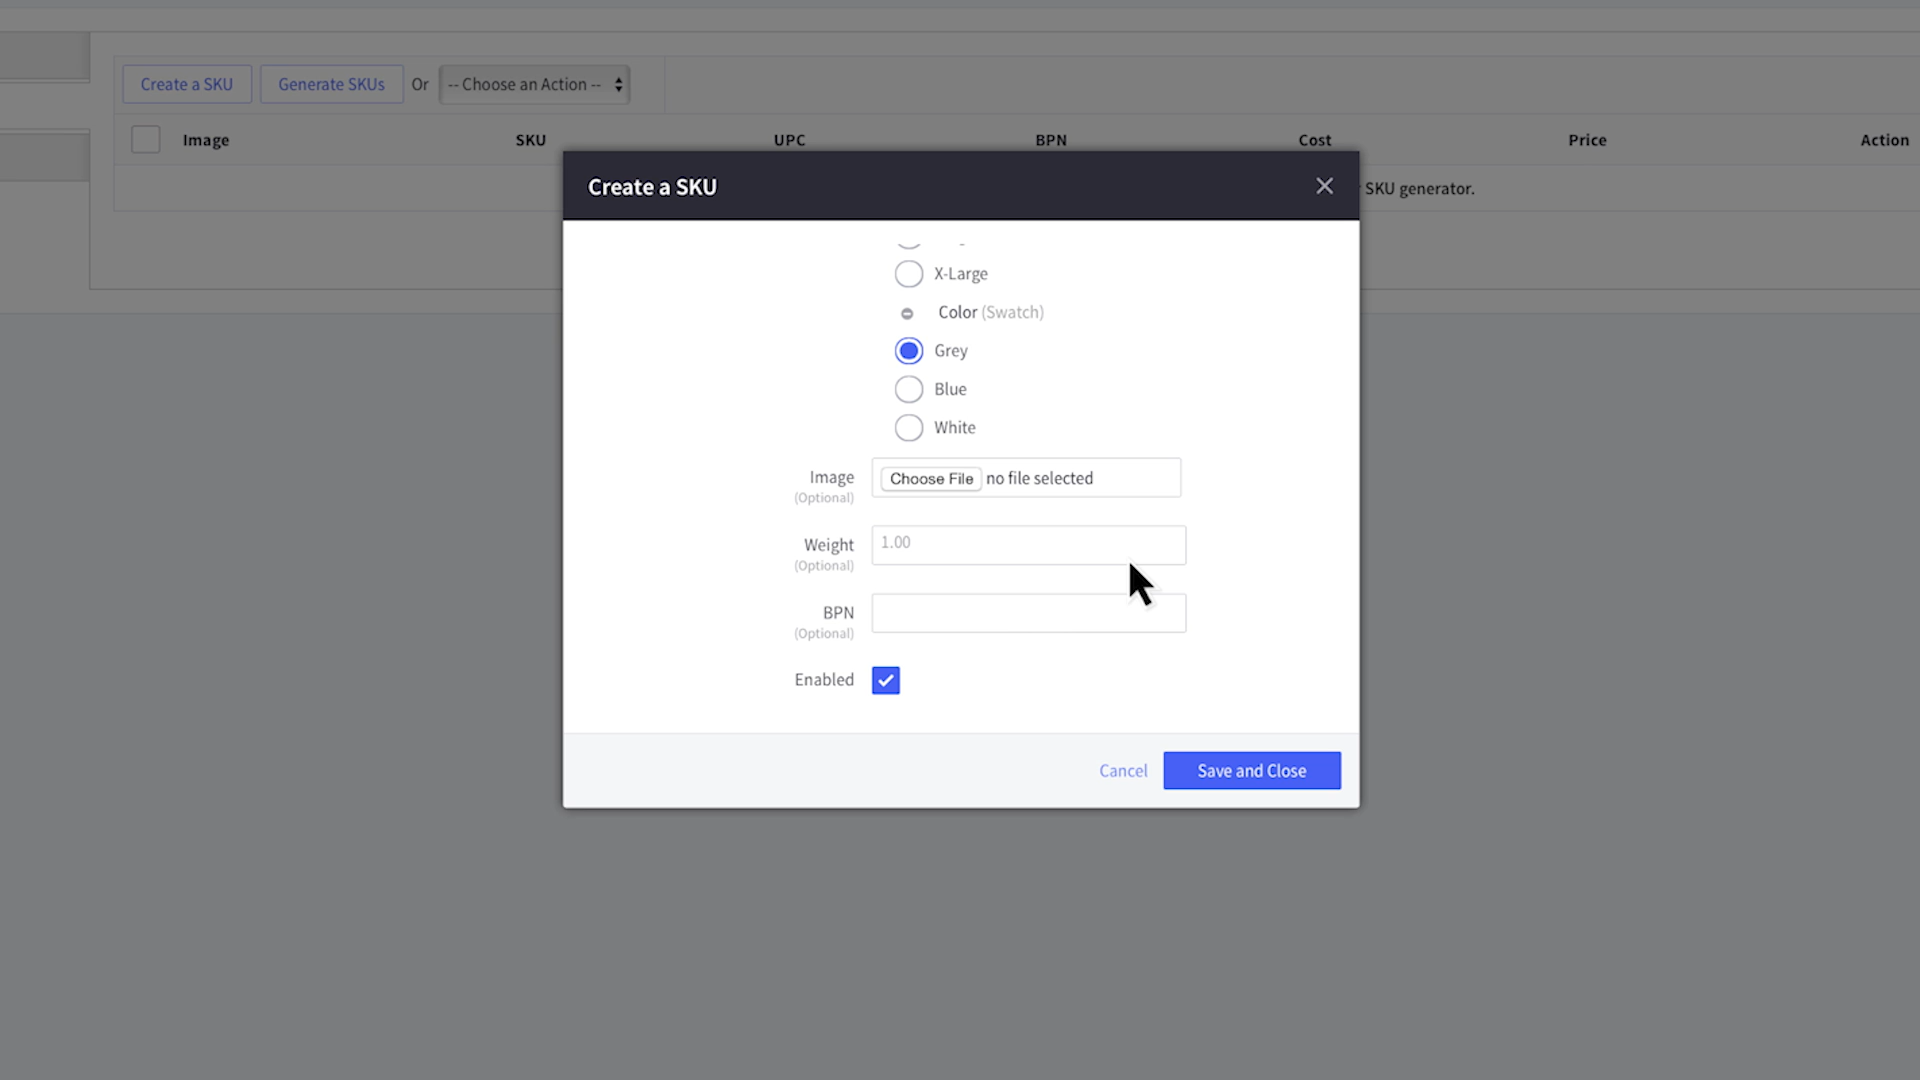 Create a SKU Generate SKUs Or -- Choose an Action --
Image SKU UPC BPN Cost Price Action
SKU generator.
Create a SKU
X-Large
Color (Swatch)
Grey
Blue
White
Image
(Optional)
Choose File no file selected
Weight
(Optional)
1.00
BPN
(Optional)
Enabled
Cancel Save and Close